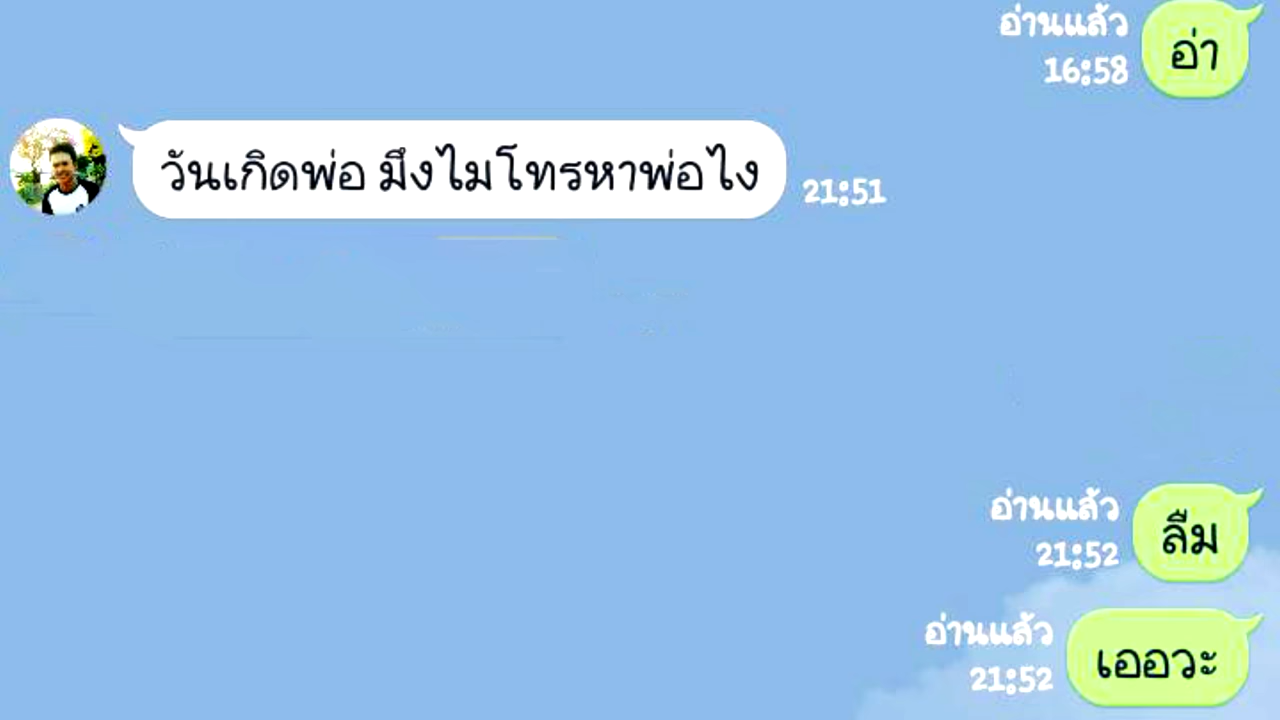 อ่านแล้ว
16:58
อ่า
วันเกิดพ่อ มึงไมโทรหาพ่อไง
21:51
อ่านแล้ว
21:52
ลืม
อ่านแล้ว
21:52
เออวะ